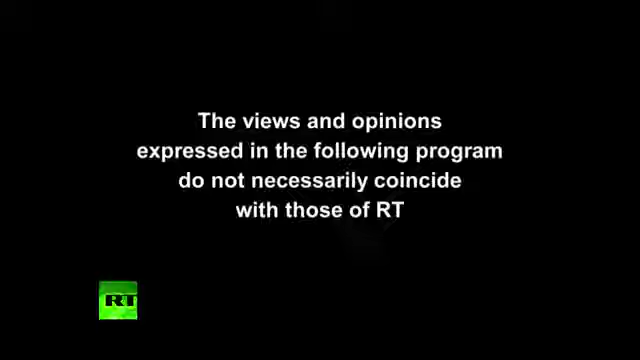 The views and opinions
expressed in the following program
do not necessarily coincide
with those of RT
RT